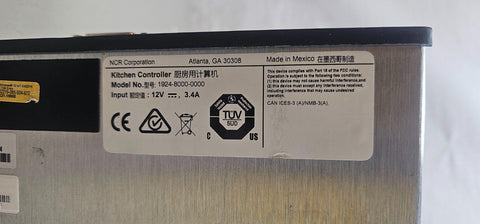 NCR Corporation Atlanta, GA 30308
Kitchen Controller 厨房用计算机
Model No. 型号: 1924-8000-0000
Input 额定值: 12V ⎓, 3.4A
TÜV
SUD
C US
Made in Mexico 在墨西哥制造
This device complies with Part 15 of the FCC rules.
Operation is subject to the following two conditions:
(1) this device may not cause harmful interference, and
(2) this device must accept any interference
received including interference that may cause undesired
operation.
CAN ICES-3 (A)/NMB-3(A).